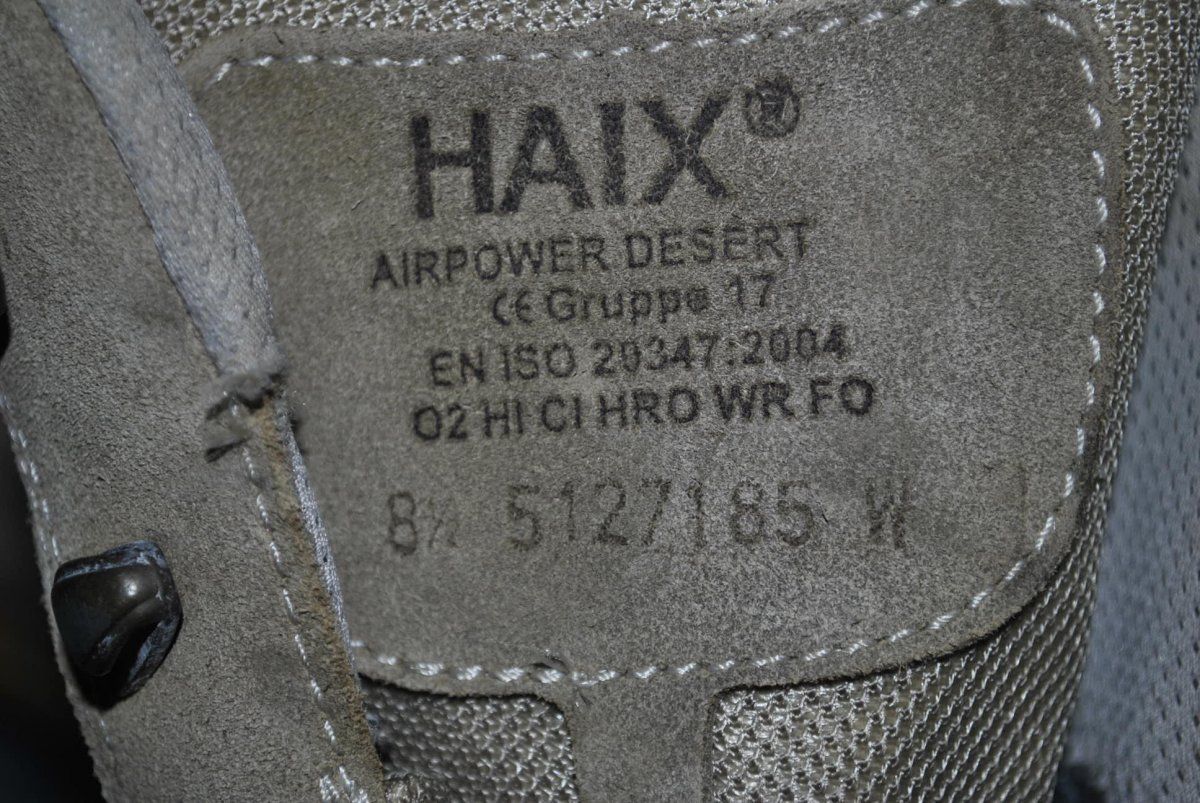 HAIX®
AIRPOWER DESERT
CE Gruppe 17
EN ISO 20347:2004
O2 HI CI HRO WR FO
8½ 5127185 W